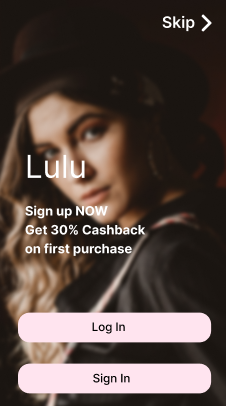 Skip
Lulu
Sign up NOW
Get 30% Cashback
on first purchase
Log In
Sign In